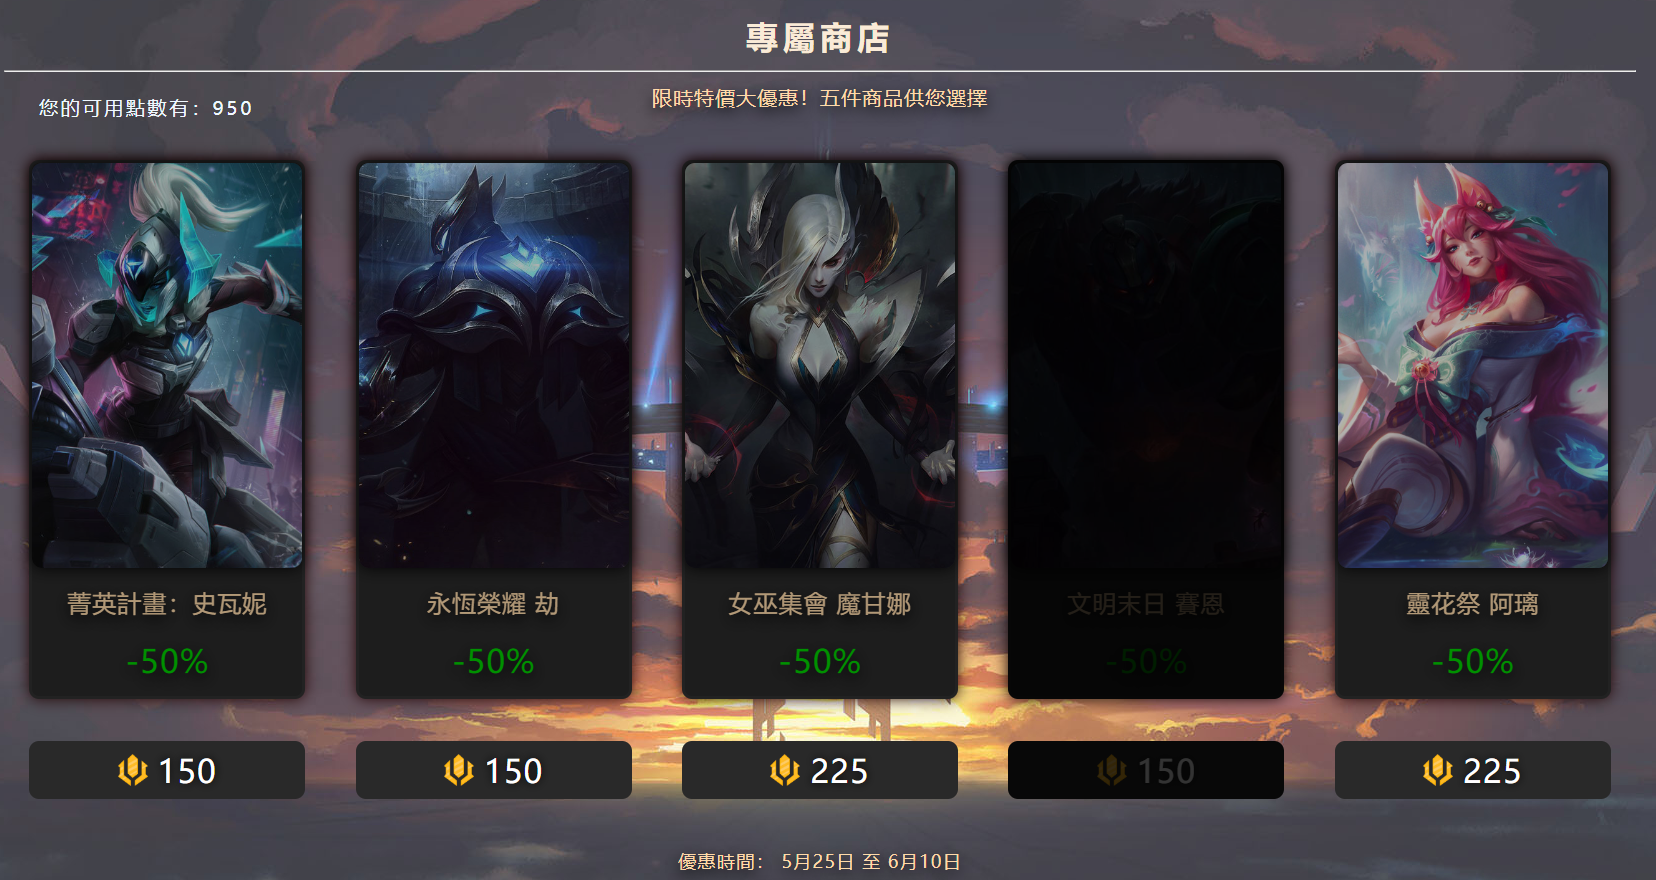 專屬商店
您的可用點數有：950
限時特價大優惠！五件商品供您選擇
菁英計畫：史瓦妮
-50%
150
永恆榮耀 劫
-50%
150
女巫集會 魔甘娜
-50%
225
文明末日 賽恩
-50%
150
靈花祭 阿璃
-50%
225
優惠時間： 5月25日 至 6月10日